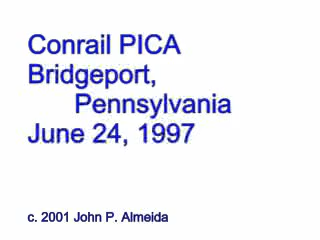 Conrail PICA
Bridgeport,
Pennsylvania
June 24, 1997
c. 2001 John P. Almeida